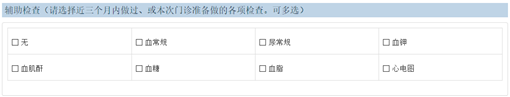 辅助检查（请选择近三个月内做过、或本次门诊准备做的各项检查。可多选）
□ 无 □ 血常规 □ 尿常规 □ 血钾
□ 血肌酐 □ 血糖 □ 血脂 □ 心电图